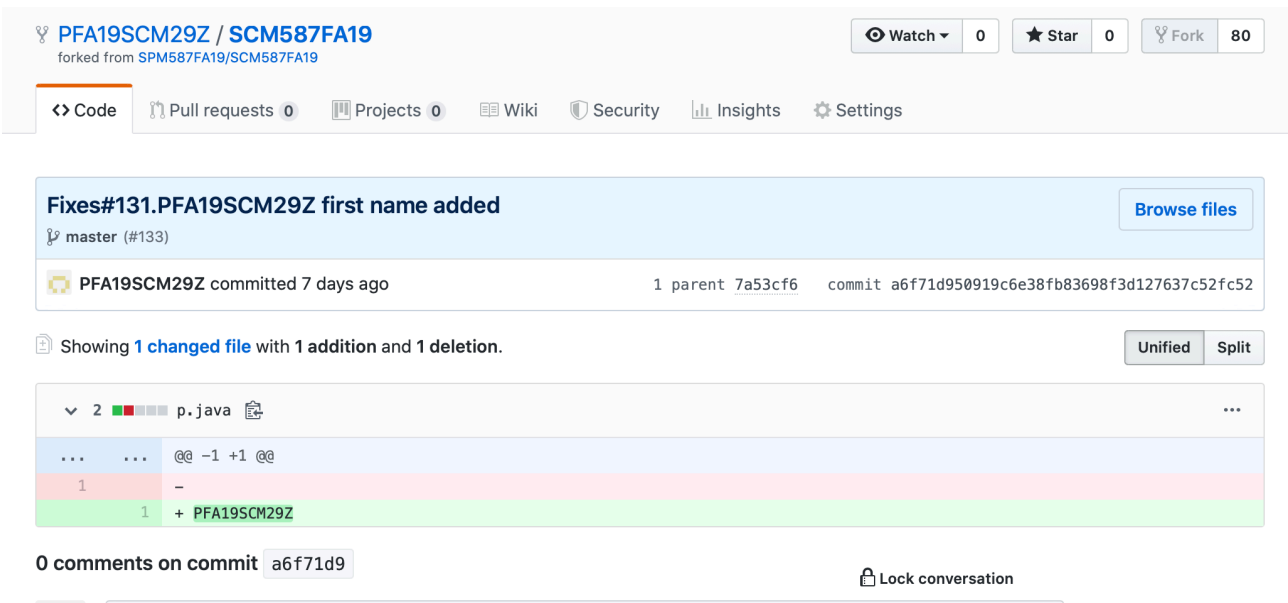 PFA19SCM29Z / SCM587FA19
Watch 0 Star 0 Fork 80
forked from SPM587FA19/SCM587FA19
<> Code Pull requests 0 Projects 0 Wiki Security Insights Settings
Fixes#131.PFA19SCM29Z first name added
Browse files
master (#133)
PFA19SCM29Z committed 7 days ago 1 parent 7a53cf6 commit a6f71d950919c6e38fb83698f3d127637c52fc52
Showing 1 changed file with 1 addition and 1 deletion.
Unified Split
2 p.java ...
... ... @@ -1 +1 @@
1 -
1 + PFA19SCM29Z
0 comments on commit a6f71d9
Lock conversation